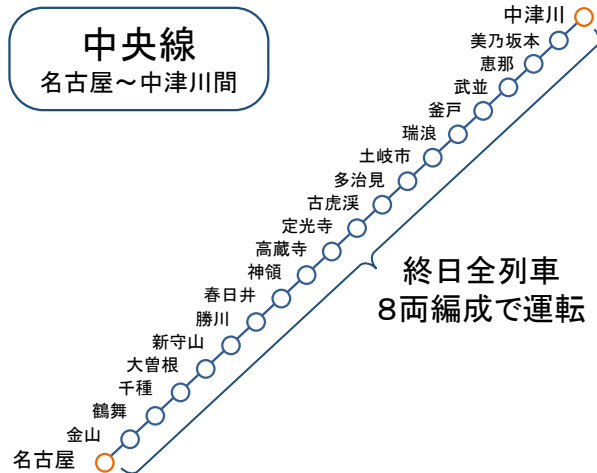 中央線
名古屋～中津川間
中津川
美乃坂本
恵那
武並
釜戸
瑞浪
土岐市
多治見
古虎渓
定光寺
高蔵寺
神領
春日井
勝川
新守山
大曽根
千種
鶴舞
金山
名古屋
終日全列車
8両編成で運転